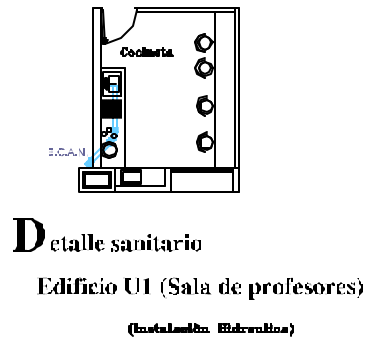 Cocineta
B.C.A.N
Detalle sanitario
Edificio U1 (Sala de profesores)
(Instalación Hidraulica)